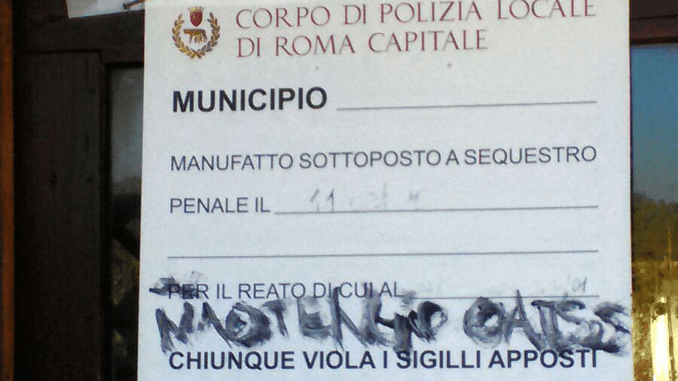 CORPO DI POLIZIA LOCALE
DI ROMA CAPITALE
MUNICIPIO
MANUFATTO SOTTOPOSTO A SEQUESTRO
PENALE IL 11
PER IL REATO DI CUI AL
CHIUNQUE VIOLA I SIGILLI APPOSTI